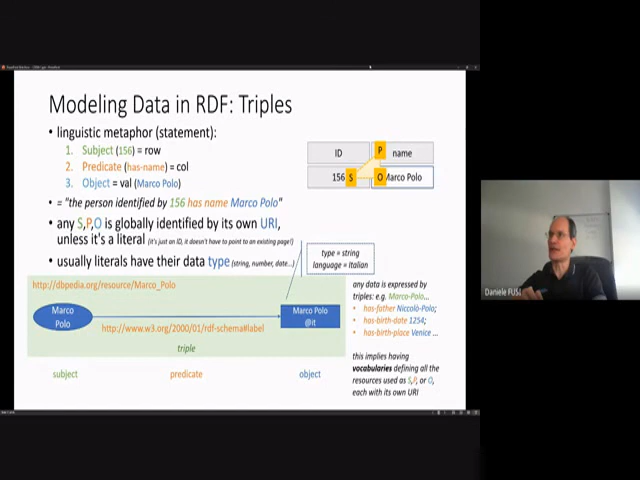 Modeling Data in RDF: Triples
• linguistic metaphor (statement):
1. Subject (156) = row
2. Predicate (has-name) = col
3. Object = val (Marco Polo)
• = "the person identified by 156 has name Marco Polo"
• any S,P,O is globally identified by its own URI,
unless it's a literal (it's just an ID, it doesn't have to point to an existing page!)
• usually literals have their data type (string, number, date...)
ID
P
name
156
S
O
Marco Polo
type = string
language = Italian
http://dbpedia.org/resource/Marco_Polo
Marco
Polo
http://www.w3.org/2000/01/rdf-schema#label
Marco Polo
@it
triple
subject
predicate
object
any data is expressed by
triples: e.g. Marco-Polo...
• has-father Niccolò-Polo;
• has-birth-date 1254;
• has-birth-place Venice ...
this implies having
vocabularies defining all the
resources used as S,P, or O,
each with its own URI
Daniele FUSI